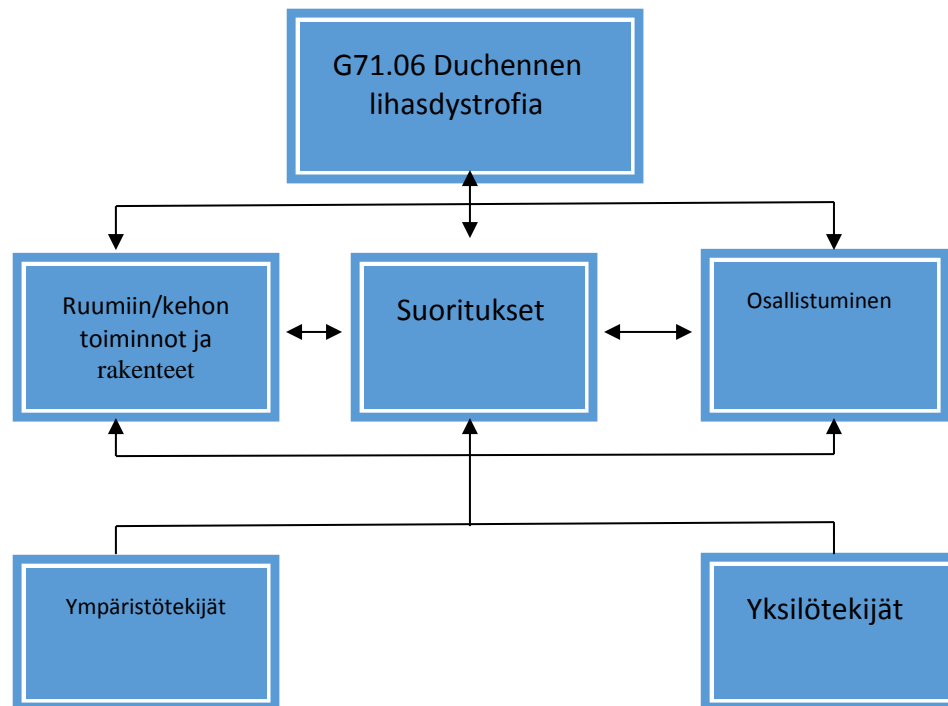 G71.06 Duchennen
lihasdystrofia
Ruumiin/kehon
toiminnot ja
rakenteet
Suoritukset
Osallistuminen
Ympäristötekijät
Yksilötekijät